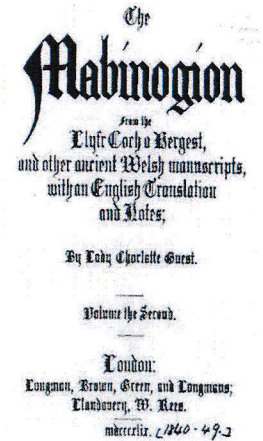 The
Mabinogion
From the
Llyfr Coch o Hergest,
and other ancient Welsh manuscripts,
with an English Translation
and Notes;
By Lady Charlotte Guest.
Volume the Second.
London:
Longman, Brown, Green, and Longmans;
Llandovery, W. Rees.
mdcccxlix. [1840-49.]